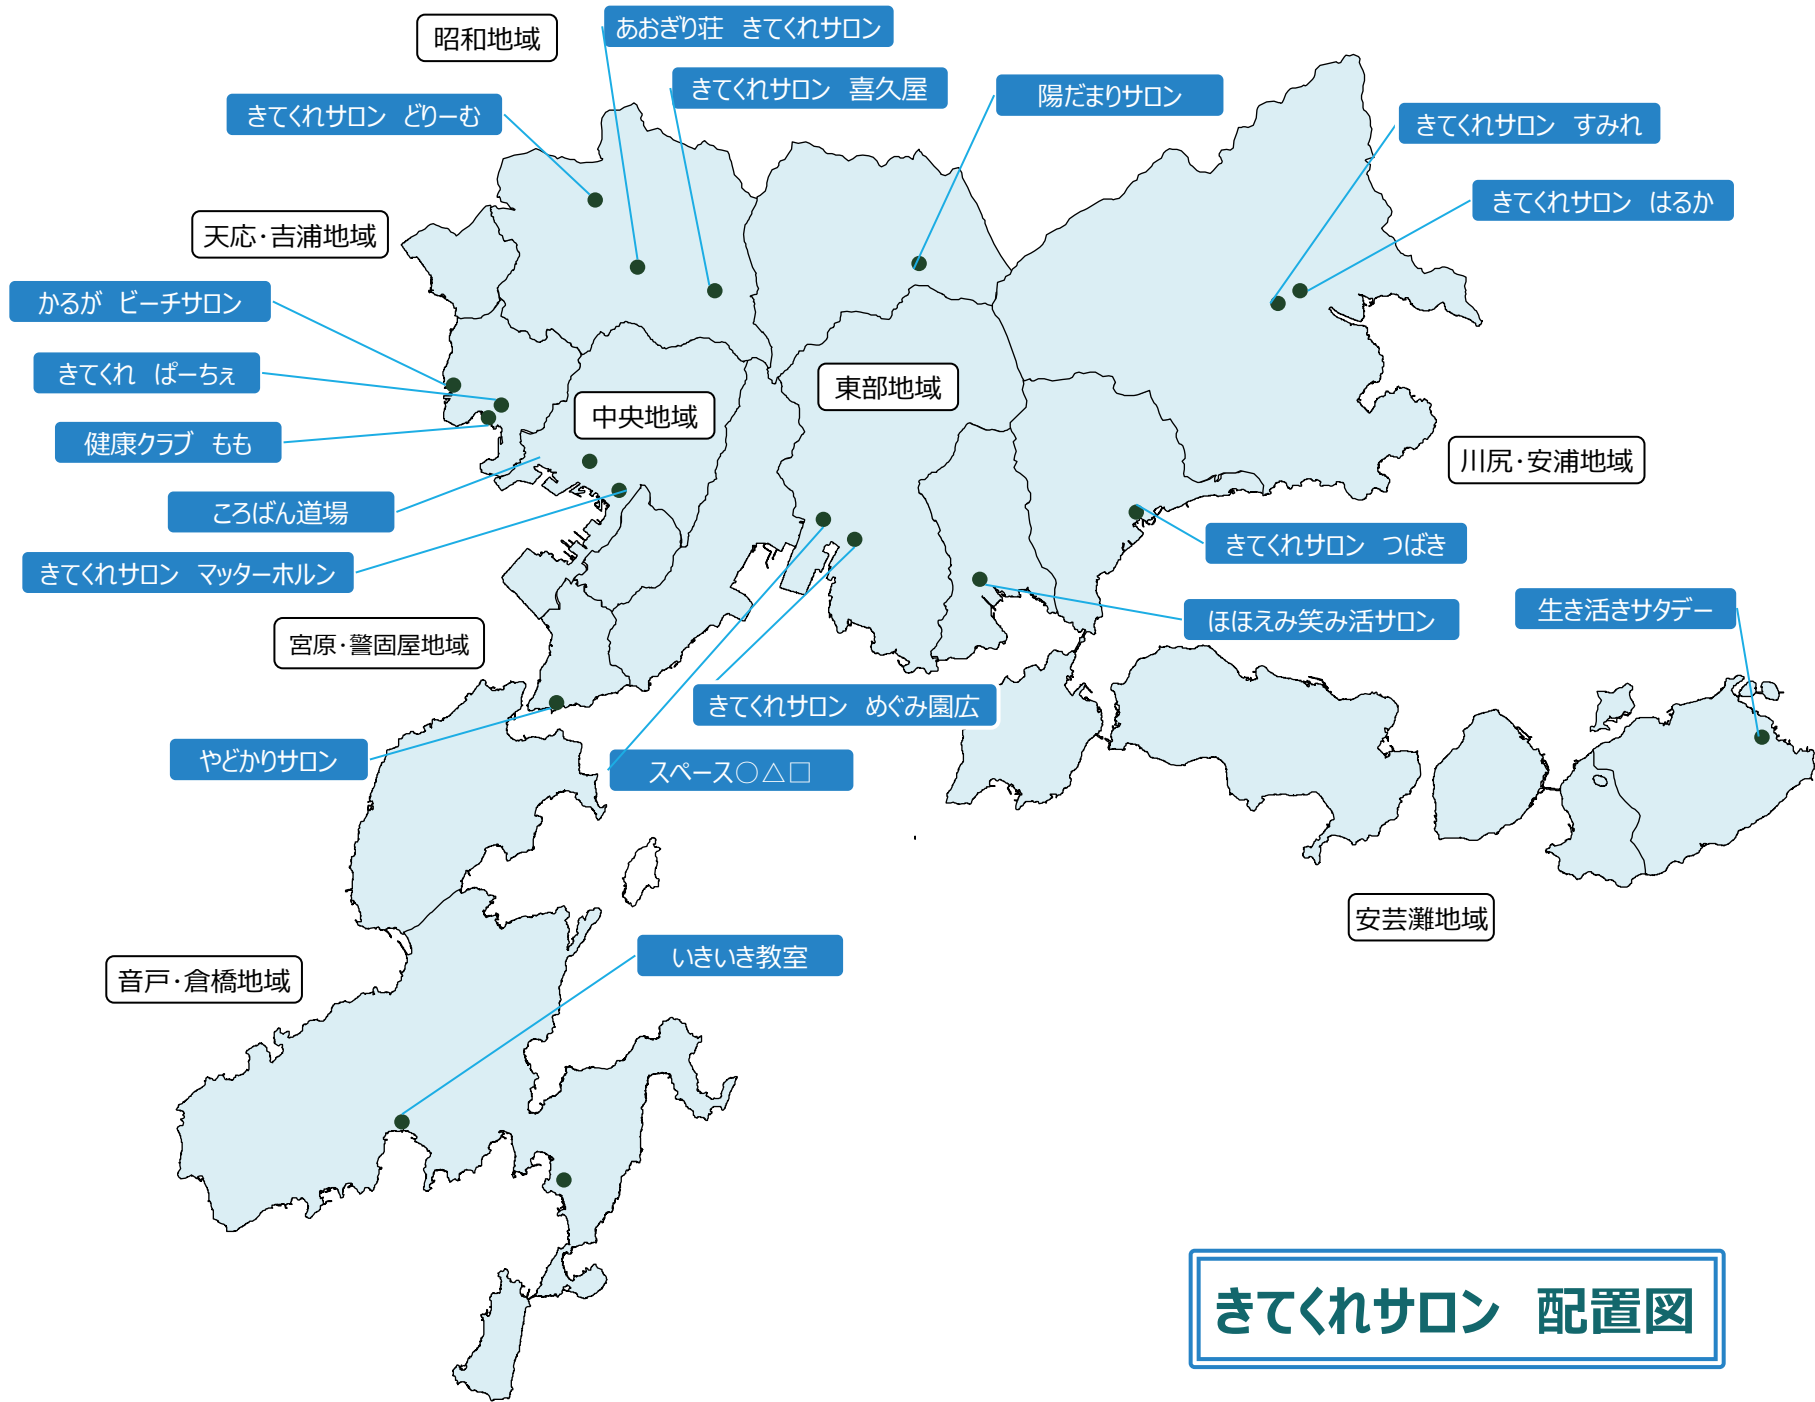 あおぎり荘　きてくれサロン
昭和地域
きてくれサロン　喜久屋
陽だまりサロン
きてくれサロン　どりーむ
きてくれサロン　すみれ
きてくれサロン　はるか
天応・吉浦地域
かるが　ビーチサロン
きてくれ　ぱーちぇ
東部地域
中央地域
健康クラブ　もも
川尻・安浦地域
ころばん道場
きてくれサロン　つばき
きてくれサロン　マッターホルン
生き活きサタデー
ほほえみ笑み活サロン
宮原・警固屋地域
きてくれサロン　めぐみ園広
やどかりサロン
スペース○△□
安芸灘地域
いきいき教室
音戸・倉橋地域
きてくれサロン　配置図